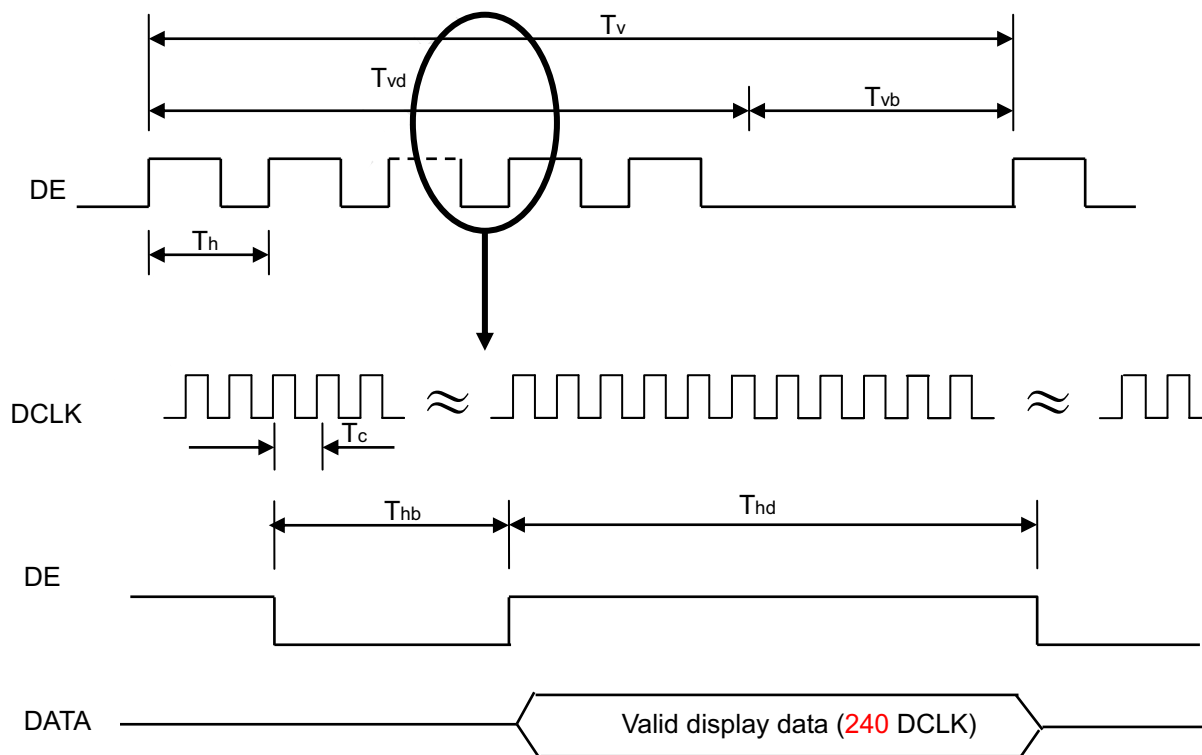 Tv
Tvd
Tvb
DE
Th
DCLK
Tc
Thb
Thd
DE
DATA
Valid display data (240 DCLK)